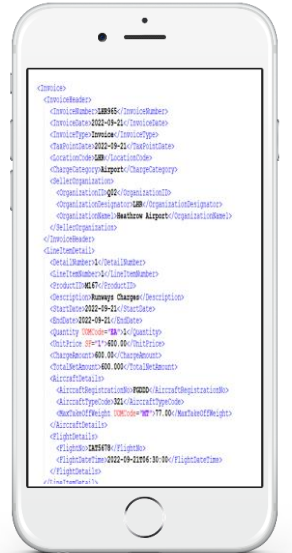 <Invoice>
<InvoiceHeader>
<InvoiceNumber>LHR965</InvoiceNumber>
<InvoiceDate>2022-09-21</InvoiceDate>
<InvoiceType>Invoice</InvoiceType>
<TaxPointDate>2022-09-21</TaxPointDate>
<LocationCode>LHR</LocationCode>
<ChargeCategory>Airport</ChargeCategory>
<SellerOrganization>
<OrganizationID>Q02</OrganizationID>
<OrganizationDesignator>LHR</OrganizationDesignator>
<OrganizationName1>Heathrow Airport</OrganizationName1>
</SellerOrganization>
</InvoiceHeader>
<LineItemDetail>
<DetailNumber>1</DetailNumber>
<LineItemNumber>1</LineItemNumber>
<ProductID>M167</ProductID>
<Description>Runways Charges</Description>
<StartDate>2022-09-21</StartDate>
<EndDate>2022-09-21</EndDate>
<Quantity UOMCode="EA">1</Quantity>
<UnitPrice SF="1">600.00</UnitPrice>
<ChargeAmount>600.00</ChargeAmount>
<TotalNetAmount>600.000</TotalNetAmount>
<AircraftDetails>
<AircraftRegistrationNo>FGDDD</AircraftRegistrationNo>
<AircraftTypeCode>321</AircraftTypeCode>
<MaxTakeOffWeight UOMCode="MT">77.00</MaxTakeOffWeight>
</AircraftDetails>
<FlightDetails>
<FlightNo>IAT5678</FlightNo>
<FlightDateTime>2022-09-21T06:30:00</FlightDateTime>
</FlightDetails>
</LineItemDetail>